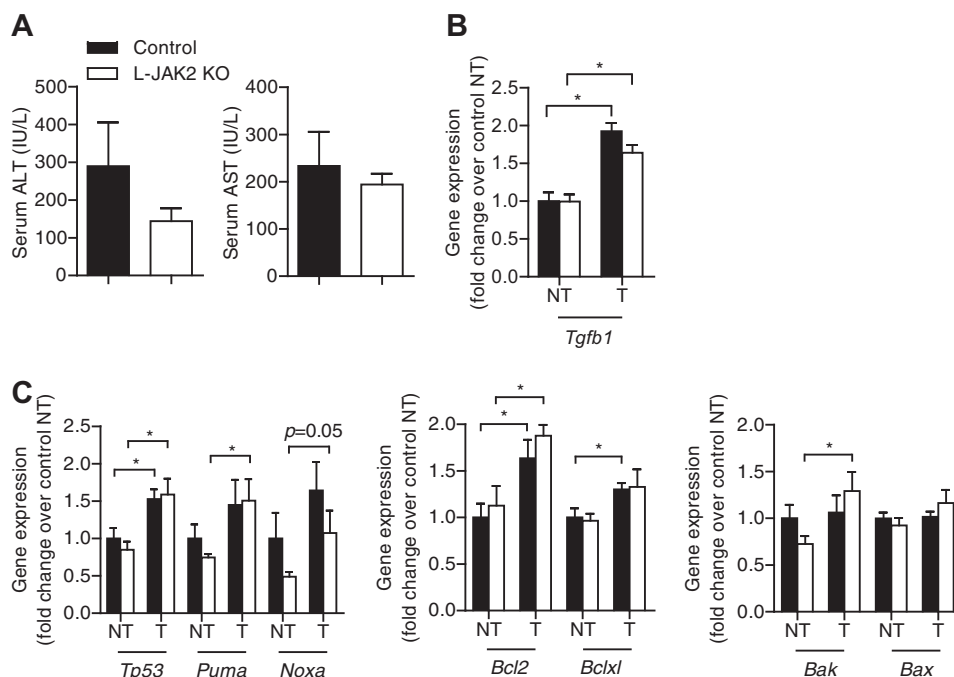 A
Control
L-JAK2 KO
Serum ALT (IU/L)
500
400
300
200
100
0
Serum AST (IU/L)
400
300
200
100
0
B
Gene expression
(fold change over control NT)
2.5
2.0
1.5
1.0
0.5
0.0
*
*
NT
T
Tgfb1
C
Gene expression
(fold change over control NT)
2.5
2.0
1.5
1.0
0.5
0.0
*
*
*
p=0.05
NT T NT T NT T
Tp53 Puma Noxa
Gene expression
(fold change over control NT)
2.0
1.5
1.0
0.5
0.0
*
*
*
NT T NT T
Bcl2 Bclxl
Gene expression
(fold change over control NT)
2.0
1.5
1.0
0.5
0.0
*
NT T NT T
Bak Bax